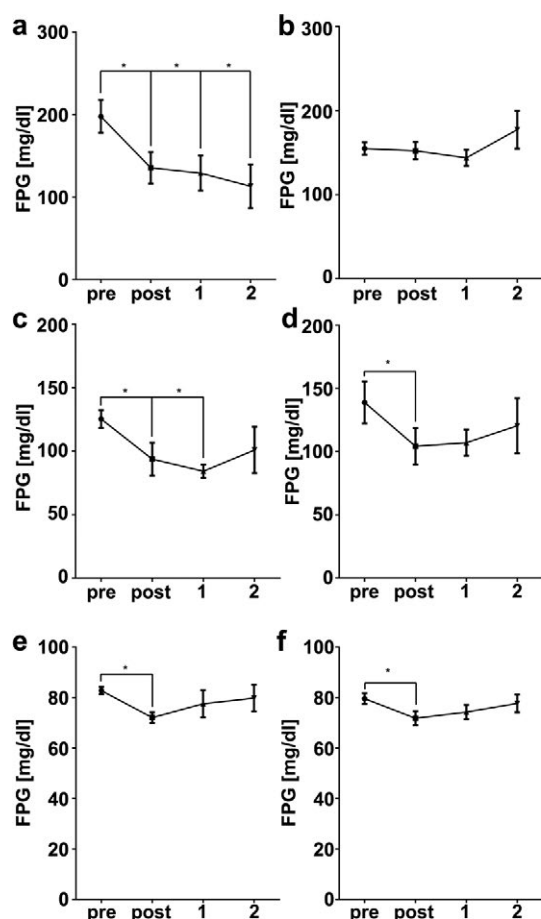 a
*
*
*
FPG [mg/dl]
300
200
100
0
pre post 1 2
b
FPG [mg/dl]
300
200
100
0
pre post 1 2
c
*
*
FPG [mg/dl]
200
150
100
50
0
pre post 1 2
d
*
FPG [mg/dl]
200
150
100
50
0
pre post 1 2
e
*
FPG [mg/dl]
100
80
60
40
20
0
pre post 1 2
f
*
FPG [mg/dl]
100
80
60
40
20
0
pre post 1 2